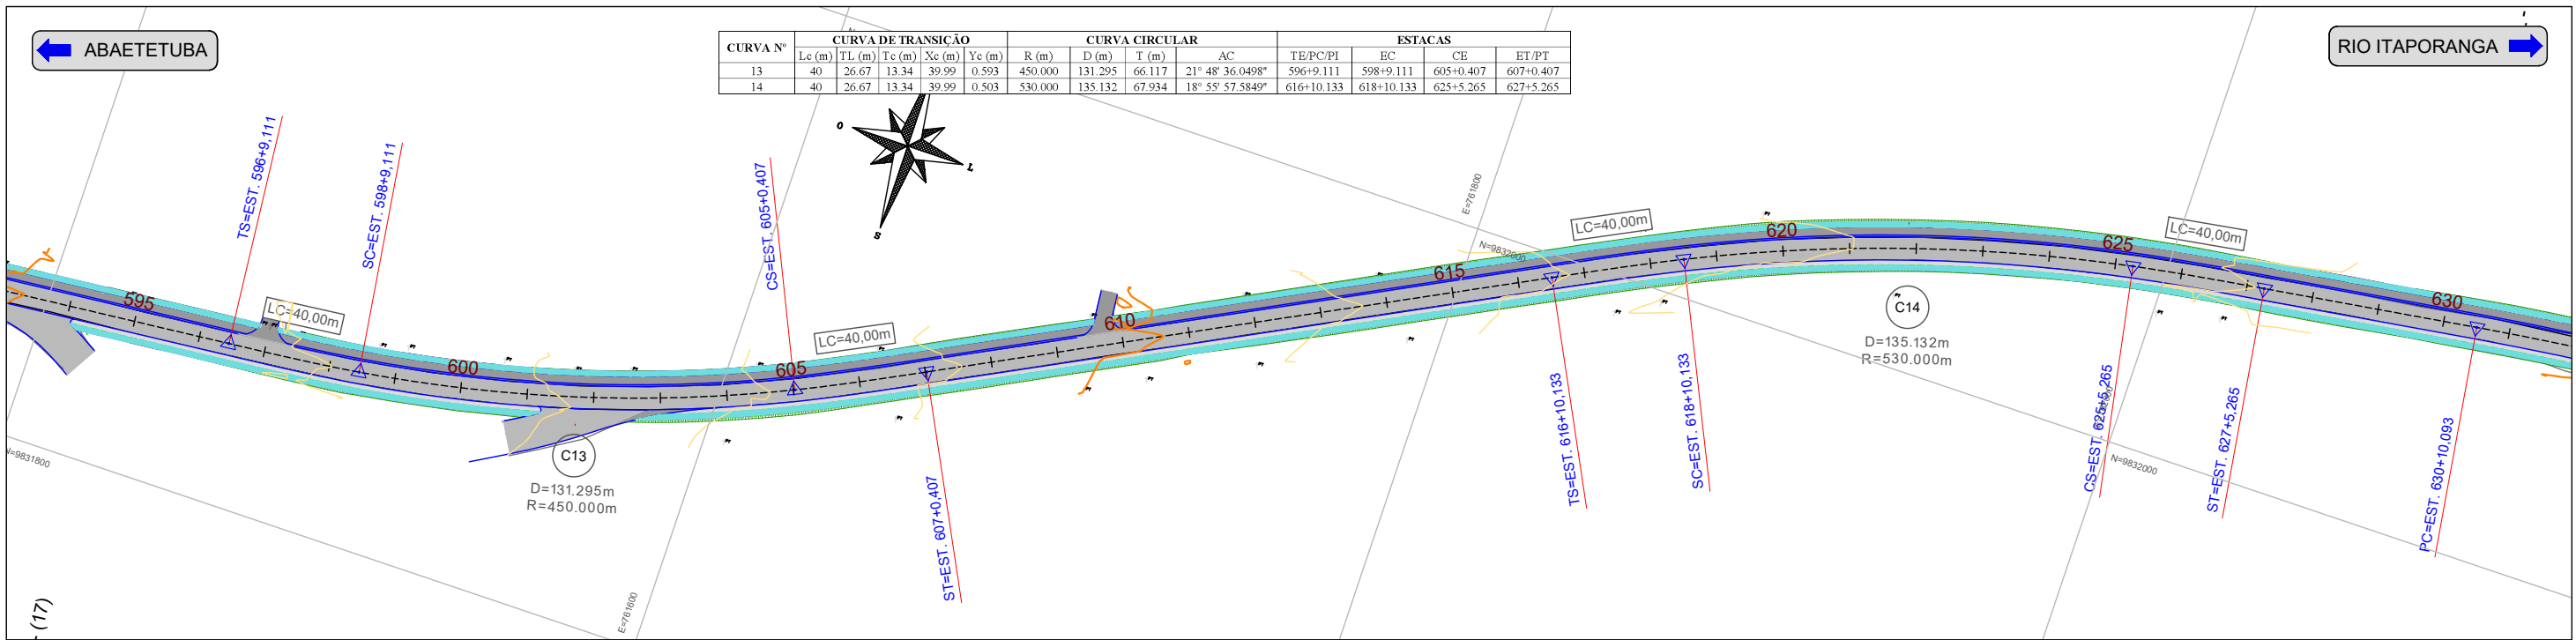 ABAETETUBA
RIO ITAPORANGA
CURVA Nº CURVA DE TRANSIÇÃO CURVA CIRCULAR ESTACAS
Lc (m) TL (m) Tc (m) Xc (m) Yc (m) R (m) D (m) T (m) AC TE/PC/PI EC CE ET/PT
13 40 26.67 13.34 39.99 0.593 450.000 131.295 66.117 21° 48' 36.0498" 596+9.111 598+9.111 605+0.407 607+0.407
14 40 26.67 13.34 39.99 0.503 530.000 135.132 67.934 18° 55' 57.5849" 616+10.133 618+10.133 625+5.265 627+5.265
O
L
S
TS=EST. 596+9,111
SC=EST. 598+9,111
CS=EST. 605+0,407
ST=EST. 607+0,407
TS=EST. 616+10,133
SC=EST. 618+10,133
CS=EST. 625+5,265
ST=EST. 627+5,265
PC=EST. 630+10,093
LC=40,00m
LC=40,00m
LC=40,00m
LC=40,00m
595
600
605
610
615
620
625
630
C13
D=131.295m
R=450.000m
C14
D=135.132m
R=530.000m
N=9831800
E=761600
E=761800
N=9832000
N=9832000
(17)